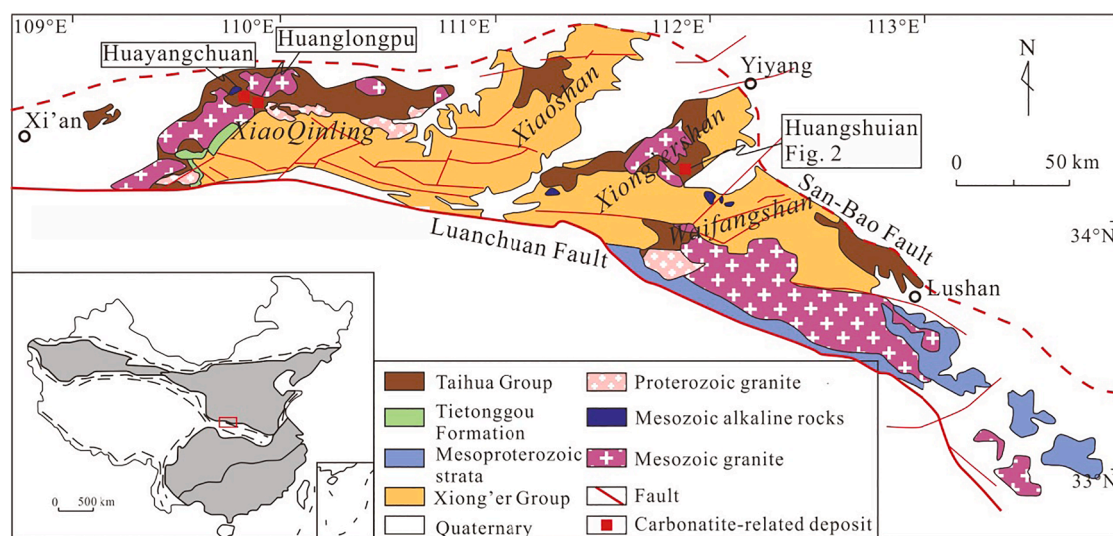 109°E
110°E
111°E
112°E
113°E
Huayangchuan
Huanglongpu
N
Yiyang
Xi'an
XiaoQinling
Xiaoshan
Huangshuian
Fig. 2
0 50 km
Xiong'ershan
Waifangshan
San-Bao Fault
34°N
Luanchuan Fault
Lushan
Taihua Group
Tietonggou
Formation
Mesoproterozoic
strata
Xiong'er Group
Quaternary
Proterozoic granite
Mesozoic alkaline rocks
Mesozoic granite
Fault
Carbonatite-related deposit
33°N
0 500 km